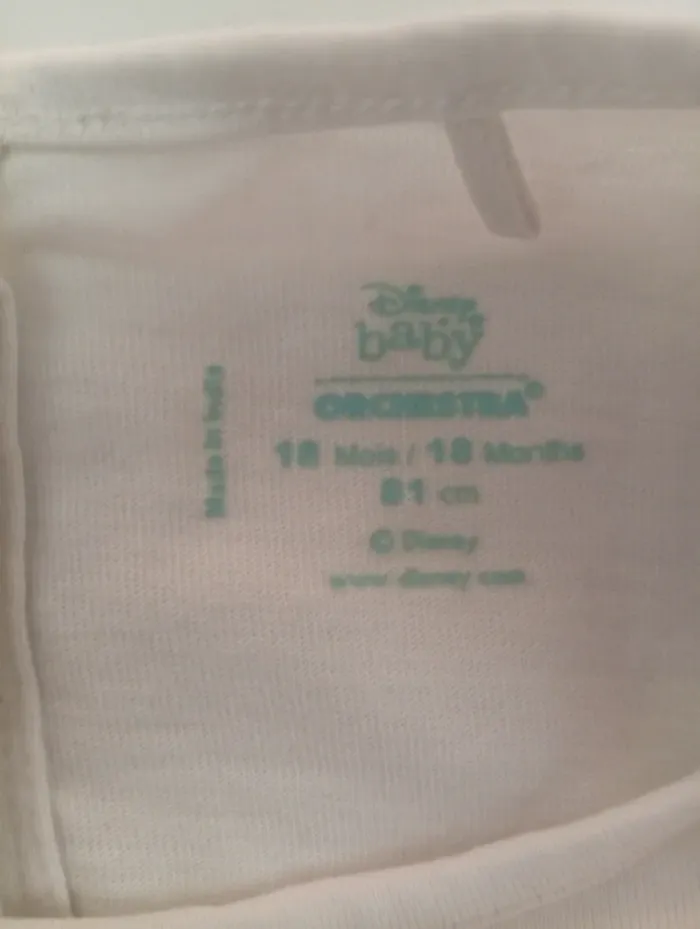 Disney
baby
ORCHESTRA®
18 Mois / 18 Months
81 cm
© Disney
www.disney.com
Made in India